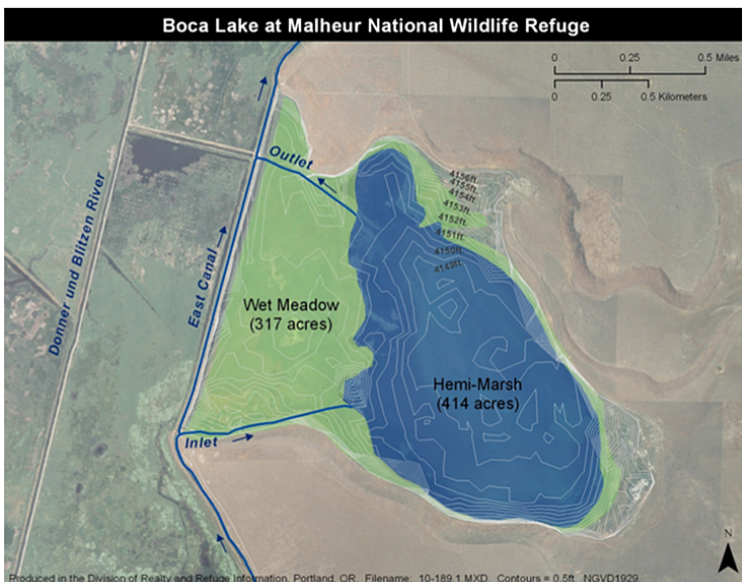 Boca Lake at Malheur National Wildlife Refuge
0 0.25 0.5 Miles
0 0.25 0.5 Kilometers
Outlet
4156ft.
4155ft.
4154ft.
4153ft.
4152ft.
4151ft.
4150ft.
4149ft.
Donner und Blitzen River
East Canal
Wet Meadow
(317 acres)
Hemi-Marsh
(414 acres)
Inlet
N
Produced in the Division of Realty and Refuge Information, Portland, OR. Filename: 10-189.1.MXD. Contours = 0.5ft. NGVD1929.